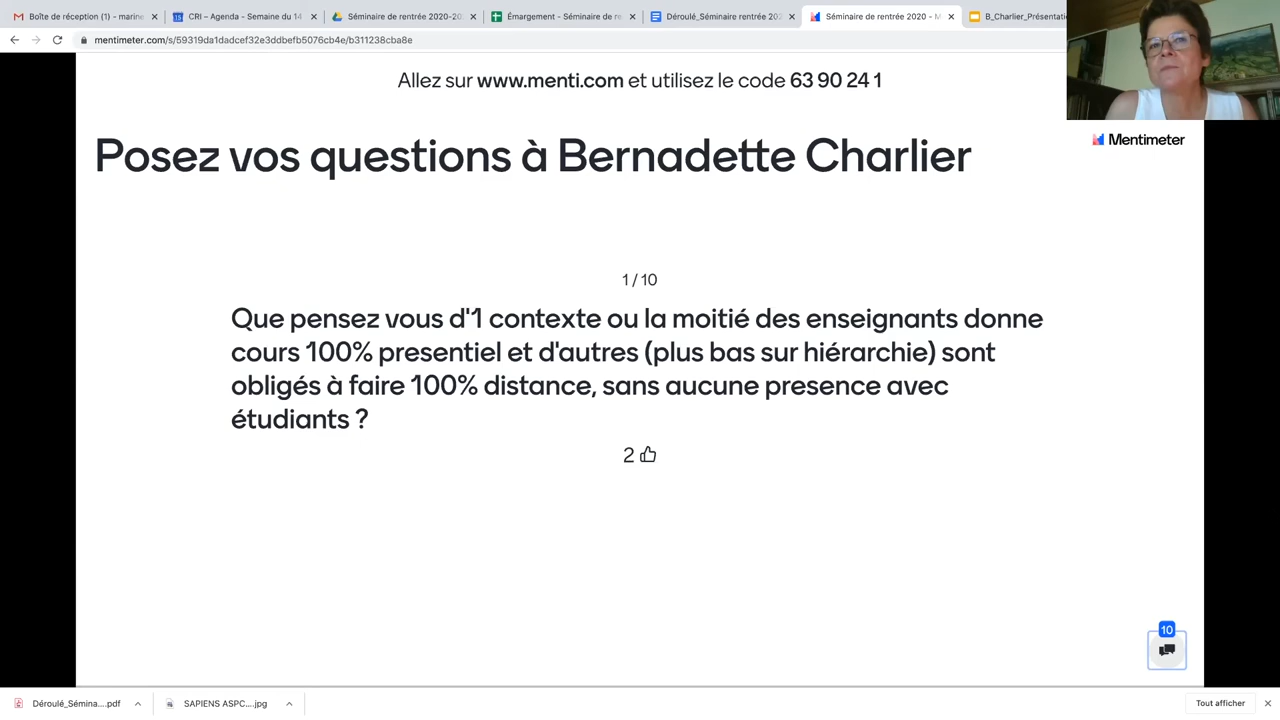 Boîte de réception (1) - marine
CRI – Agenda - Semaine du 14
Séminaire de rentrée 2020-20
Émargement - Séminaire de re
Déroulé_Séminaire rentrée 202
Séminaire de rentrée 2020 - M
B_Charlier_Présentatio
mentimeter.com/s/59319da1dadcef32e3ddbefb5076cb4e/b311238cba8e
Allez sur www.menti.com et utilisez le code 63 90 24 1
Mentimeter
Posez vos questions à Bernadette Charlier
1 / 10
Que pensez vous d'1 contexte ou la moitié des enseignants donne
cours 100% presentiel et d'autres (plus bas sur hiérarchie) sont
obligés à faire 100% distance, sans aucune presence avec
étudiants ?
2
10
Déroulé_Sémina....pdf
SAPIENS ASPC....jpg
Tout afficher